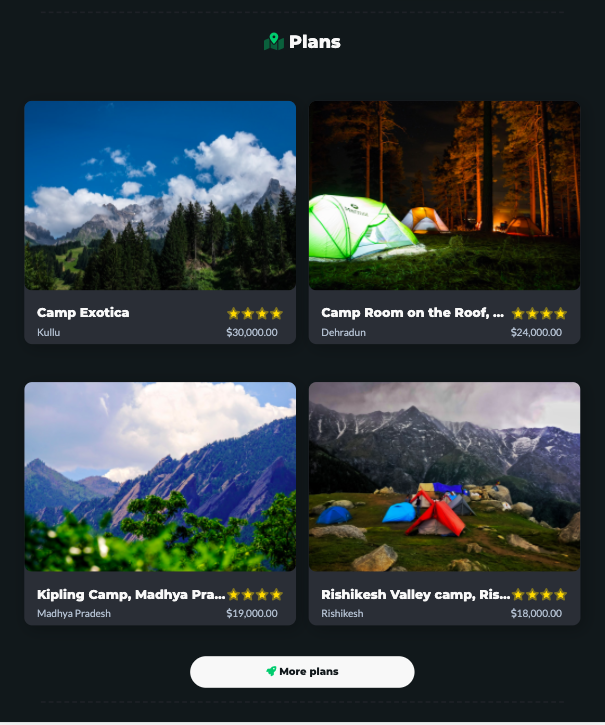 Plans
Camp Exotica
Kullu
$30,000.00
Camp Room on the Roof, ...
Dehradun
$24,000.00
Kipling Camp, Madhya Pra...
Madhya Pradesh
$19,000.00
Rishikesh Valley camp, Ris...
Rishikesh
$18,000.00
More plans